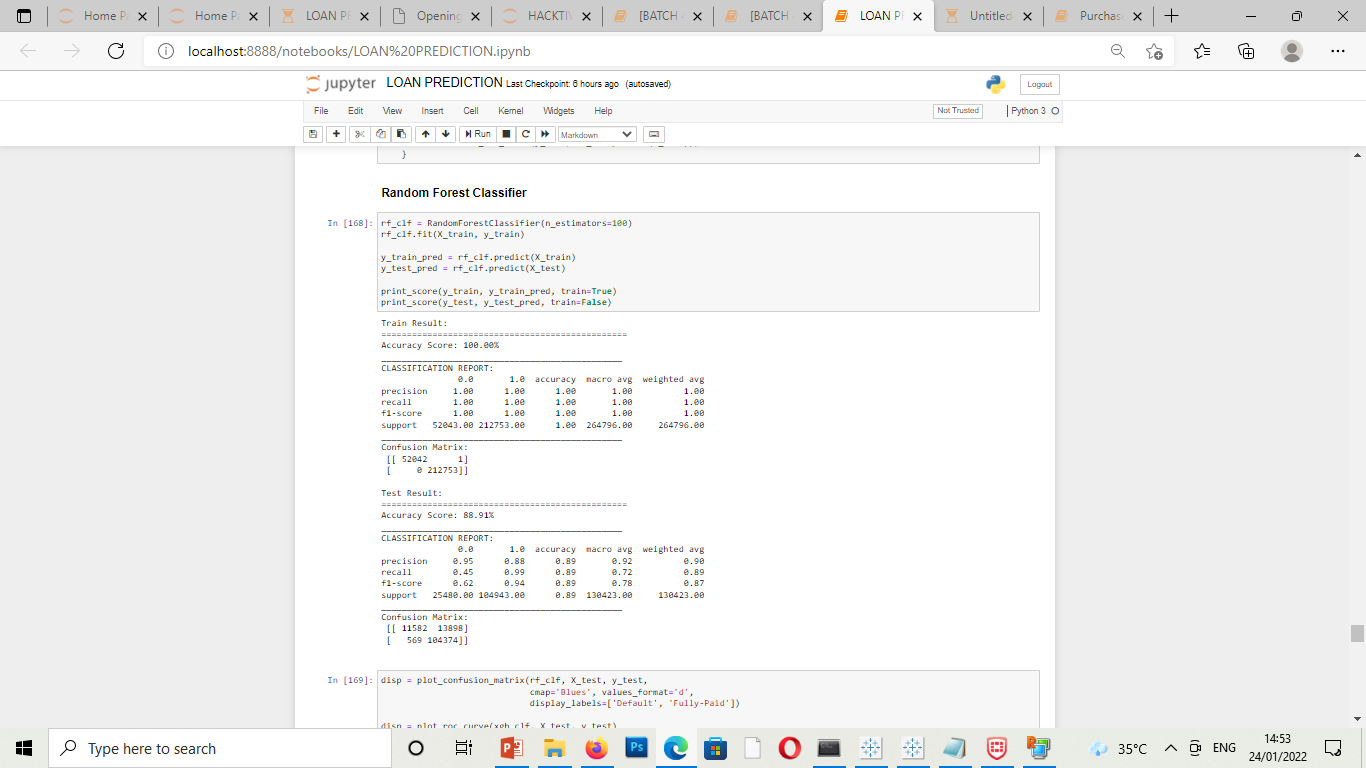 Home P
Home P
LOAN P
Opening
HACKTI
[BATCH
[BATCH
LOAN P
Untitled
Purchas
localhost:8888/notebooks/LOAN%20PREDICTION.ipynb
jupyter LOAN PREDICTION Last Checkpoint: 6 hours ago (autosaved)
Logout
File Edit View Insert Cell Kernel Widgets Help
Not Trusted
Python 3
Run
Markdown
}
Random Forest Classifier
In [168]: rf_clf = RandomForestClassifier(n_estimators=100)
rf_clf.fit(X_train, y_train)
y_train_pred = rf_clf.predict(X_train)
y_test_pred = rf_clf.predict(X_test)
print_score(y_train, y_train_pred, train=True)
print_score(y_test, y_test_pred, train=False)
Train Result:
================================================
Accuracy Score: 100.00%
_______________________________________________
CLASSIFICATION REPORT:
0.0 1.0 accuracy macro avg weighted avg
precision 1.00 1.00 1.00 1.00 1.00
recall 1.00 1.00 1.00 1.00 1.00
f1-score 1.00 1.00 1.00 1.00 1.00
support 52043.00 212753.00 1.00 264796.00 264796.00
_______________________________________________
Confusion Matrix:
[[ 52042 1]
[ 0 212753]]
Test Result:
================================================
Accuracy Score: 88.91%
_______________________________________________
CLASSIFICATION REPORT:
0.0 1.0 accuracy macro avg weighted avg
precision 0.95 0.88 0.89 0.92 0.90
recall 0.45 0.99 0.89 0.72 0.89
f1-score 0.62 0.94 0.89 0.78 0.87
support 25480.00 104943.00 0.89 130423.00 130423.00
_______________________________________________
Confusion Matrix:
[[ 11582 13898]
[ 569 104374]]
In [169]: disp = plot_confusion_matrix(rf_clf, X_test, y_test,
cmap='Blues', values_format='d',
display_labels=['Default', 'Fully-Paid'])
disp = plot_roc_curve(xgb_clf, X_test, y_test)
Type here to search
35°C
ENG
14:53
24/01/2022